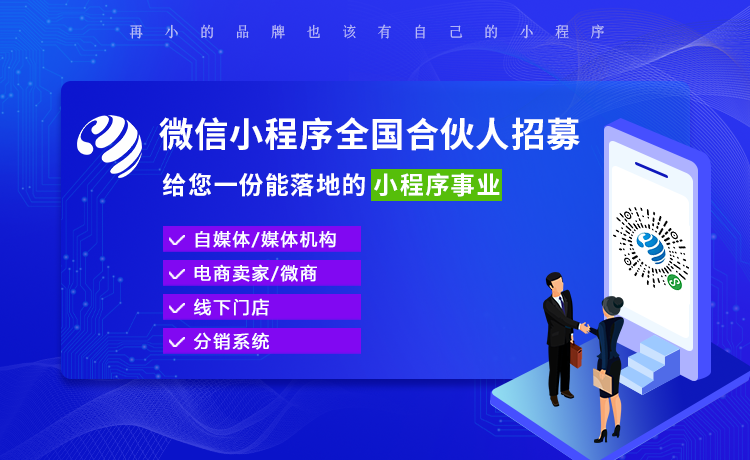 再小的品牌也该有自己的小程序
微信小程序全国合伙人招募
给您一份能落地的 小程序事业
自媒体/媒体机构
电商卖家/微商
线下门店
分销系统